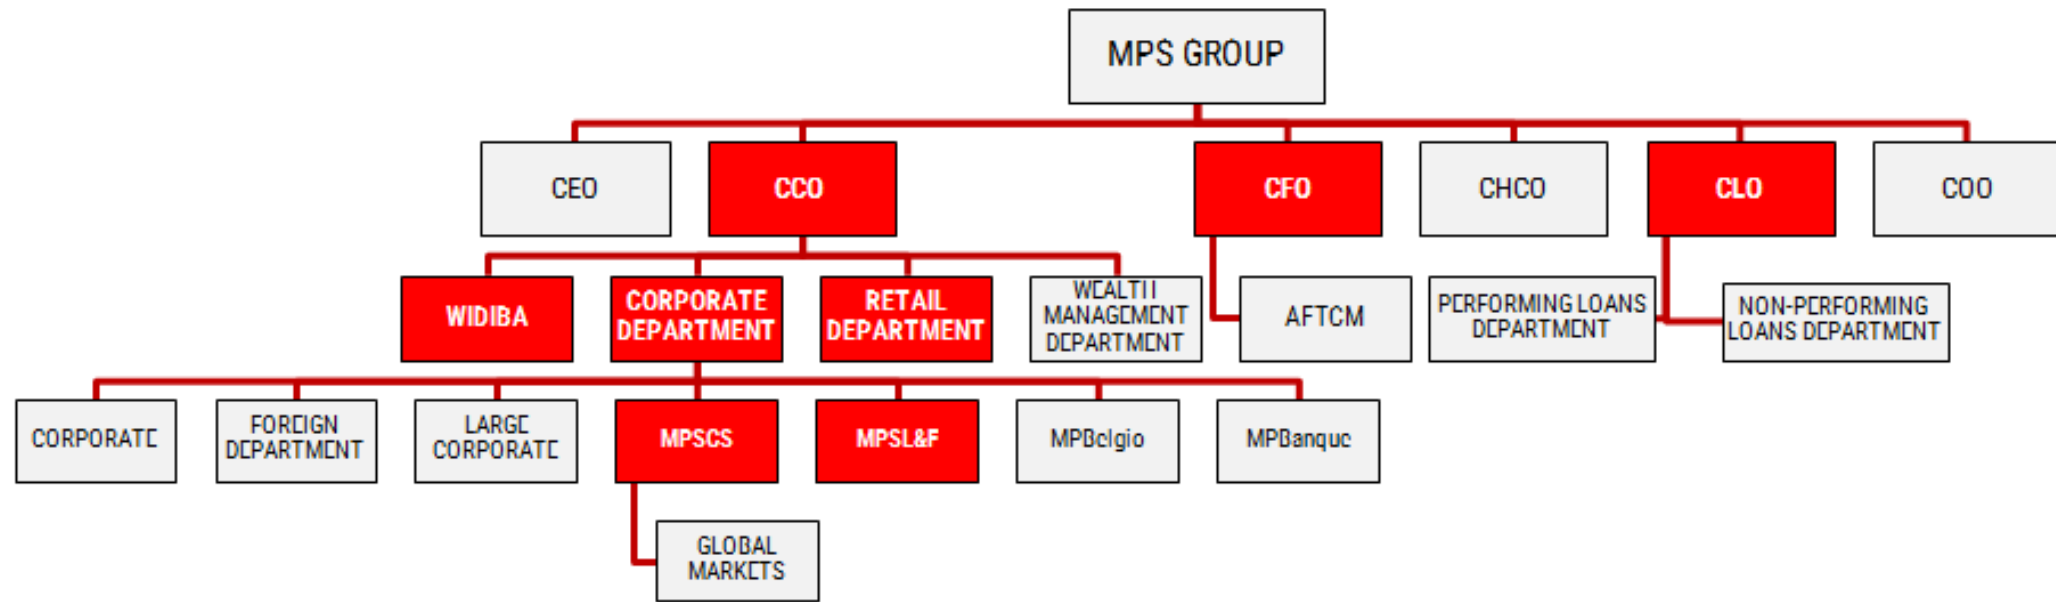 MPS GROUP
CEO
CCO
CFO
CHCO
CLO
COO
WIDIBA
CORPORATE
DEPARTMENT
RETAIL
DEPARTMENT
WEALTH
MANAGEMENT
DEPARTMENT
AFTCM
PERFORMING LOANS
DEPARTMENT
NON-PERFORMING
LOANS DEPARTMENT
CORPORATE
FOREIGN
DEPARTMENT
LARGE
CORPORATE
MPSCS
MPSL&F
MPBelgio
MPBanque
GLOBAL
MARKETS